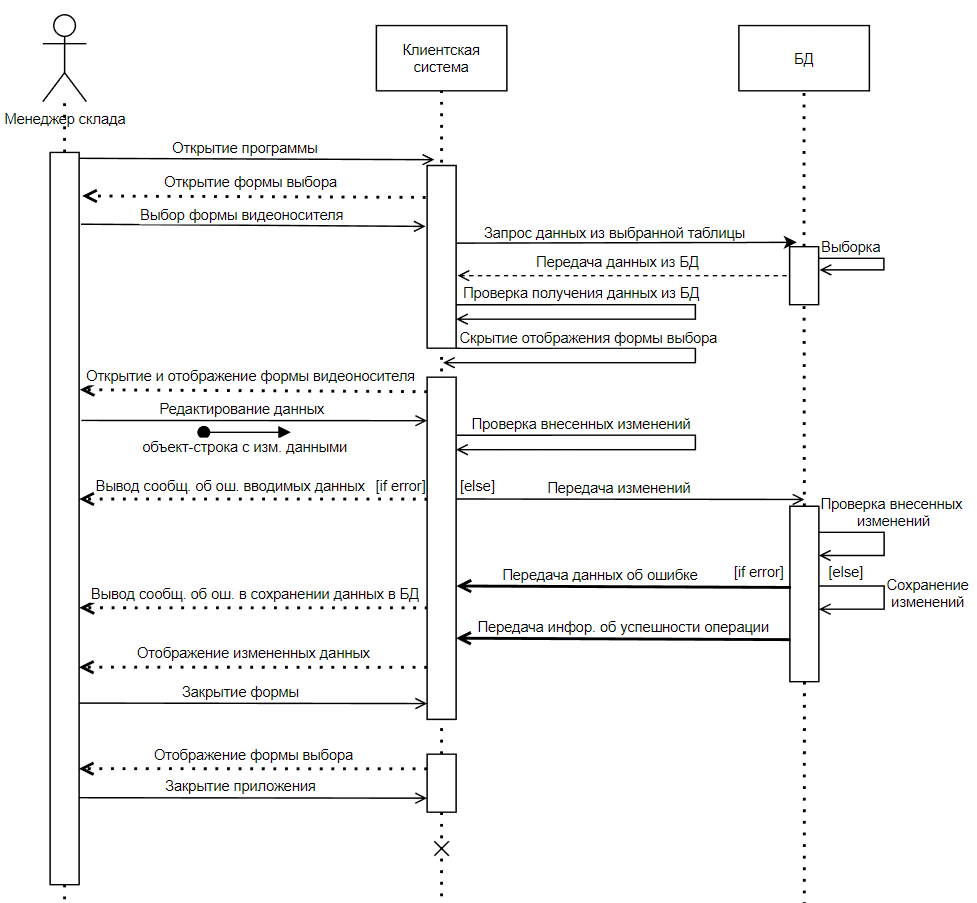 Клиентская
система
БД
Менеджер склада
Открытие программы
Открытие формы выбора
Выбор формы видеоносителя
Запрос данных из выбранной таблицы
Выборка
Передача данных из БД
Проверка получения данных из БД
Скрытие отображения формы выбора
Открытие и отображение формы видеоносителя
Редактирование данных
объект-строка с изм. данными
Проверка внесенных изменений
Вывод сообщ. об ош. вводимых данных [if error]
[else] Передача изменений
Проверка внесенных
изменений
Передача данных об ошибке [if error]
[else]
Сохранение
изменений
Вывод сообщ. об ош. в сохранении данных в БД
Передача инфор. об успешности операции
Отображение измененных данных
Закрытие формы
Отображение формы выбора
Закрытие приложения